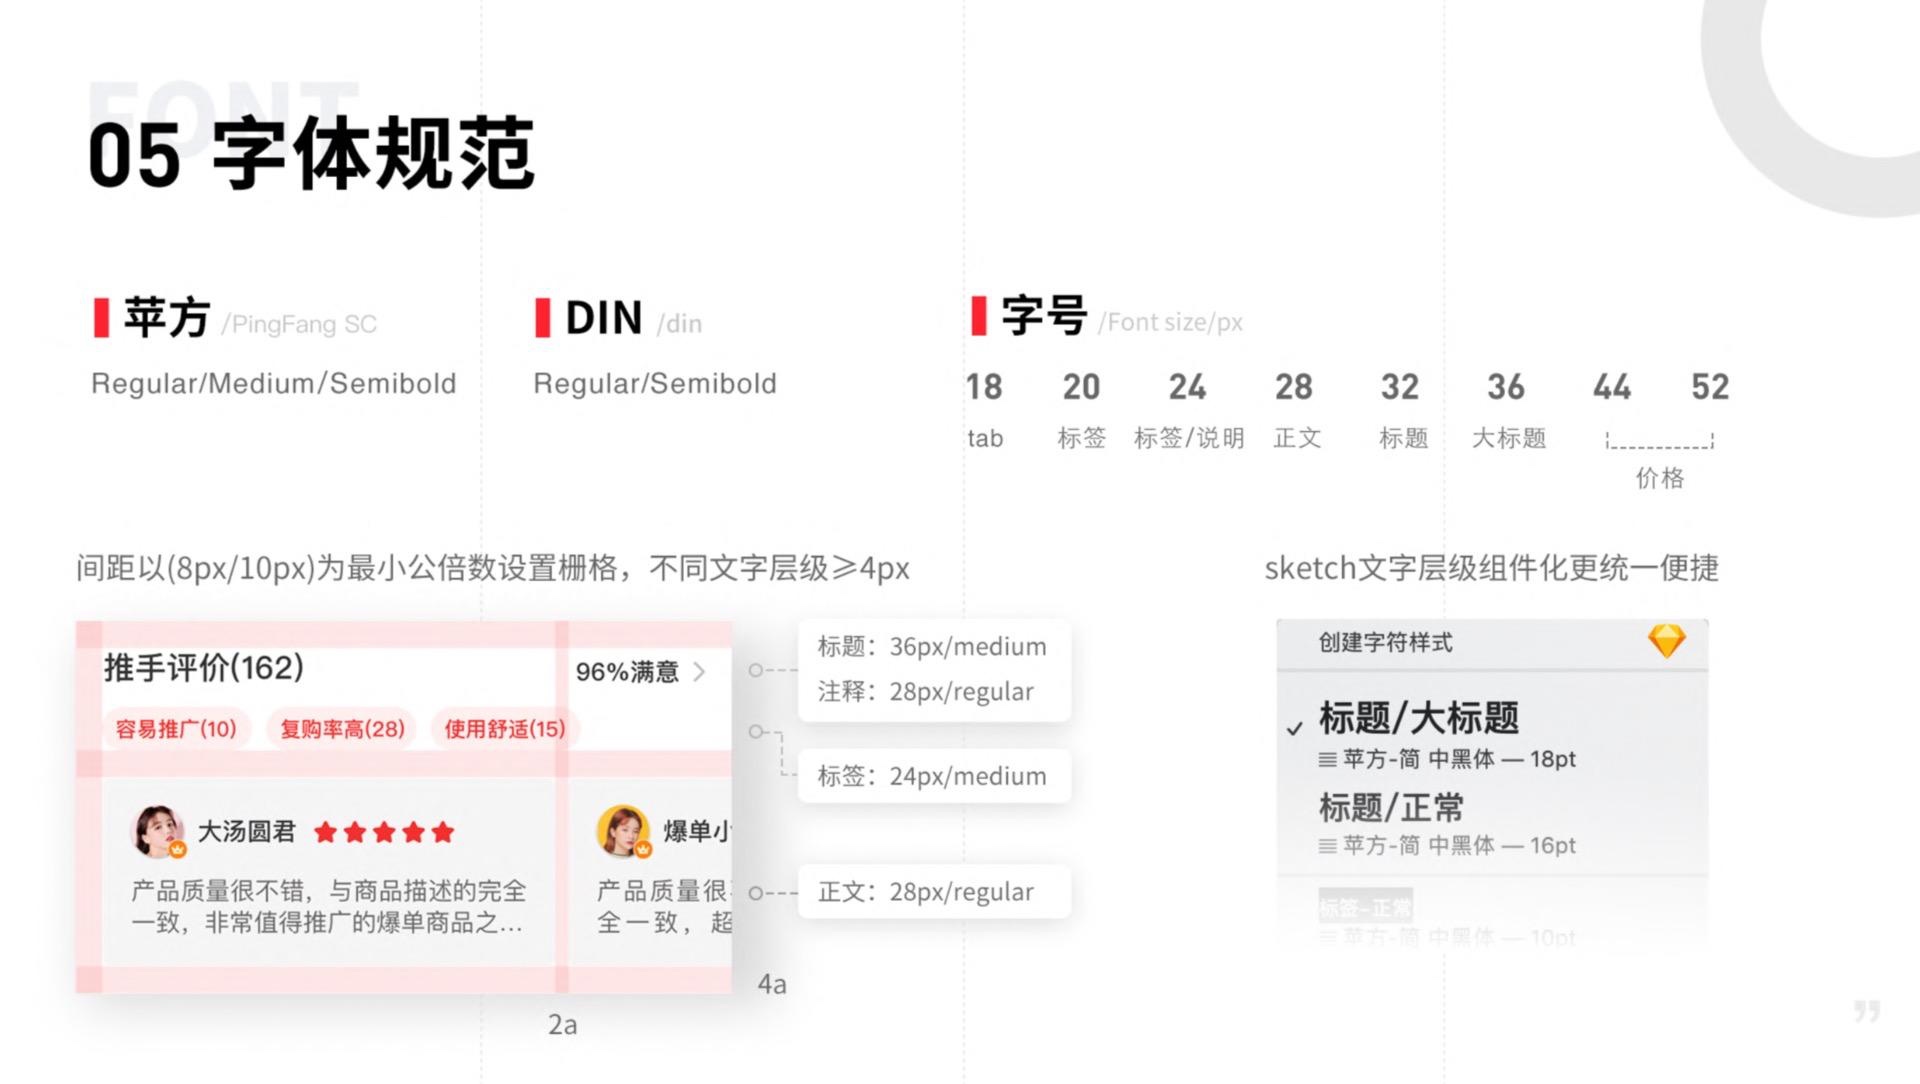 FONT
05 字体规范
苹方 /PingFang SC
Regular/Medium/Semibold
DIN /din
Regular/Semibold
字号 /Font size/px
18 20 24 28 32 36 44 52
tab 标签 标签/说明 正文 标题 大标题
价格
间距以(8px/10px)为最小公倍数设置栅格，不同文字层级≥4px
推手评价(162)
96%满意
容易推广(10) 复购率高(28) 使用舒适(15)
大汤圆君
产品质量很不错，与商品描述的完全
一致，非常值得推广的爆单商品之...
爆单小
产品质量很
全一致，超
标题：36px/medium
注释：28px/regular
标签：24px/medium
正文：28px/regular
4a
2a
sketch文字层级组件化更统一便捷
创建字符样式
标题/大标题
苹方-简 中黑体 — 18pt
标题/正常
苹方-简 中黑体 — 16pt
标签-正常
苹方-简 中黑体 — 10pt
”